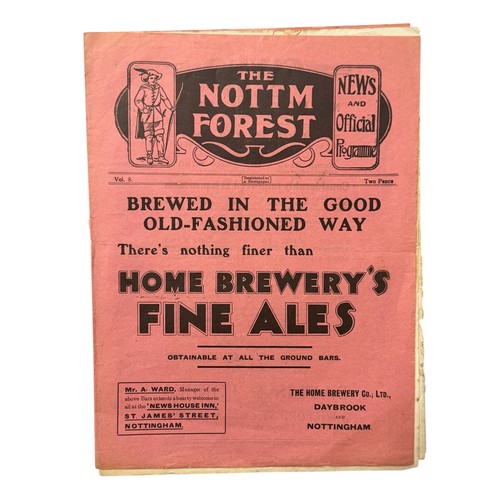 THE
NOTTM
FOREST
NEWS
AND
Official
Programme
Vol. 8.
Registered as
a Newspaper
Two Pence
BREWED IN THE GOOD
OLD-FASHIONED WAY
There's nothing finer than
HOME BREWERY'S
FINE ALES
OBTAINABLE AT ALL THE GROUND BARS.
Mr. A. WARD, Manager of the
above Bars extends a hearty welcome to
all at the 'NEWS HOUSE INN,'
ST. JAMES' STREET,
NOTTINGHAM.
THE HOME BREWERY Co., LTD.,
DAYBROOK
AND
NOTTINGHAM.